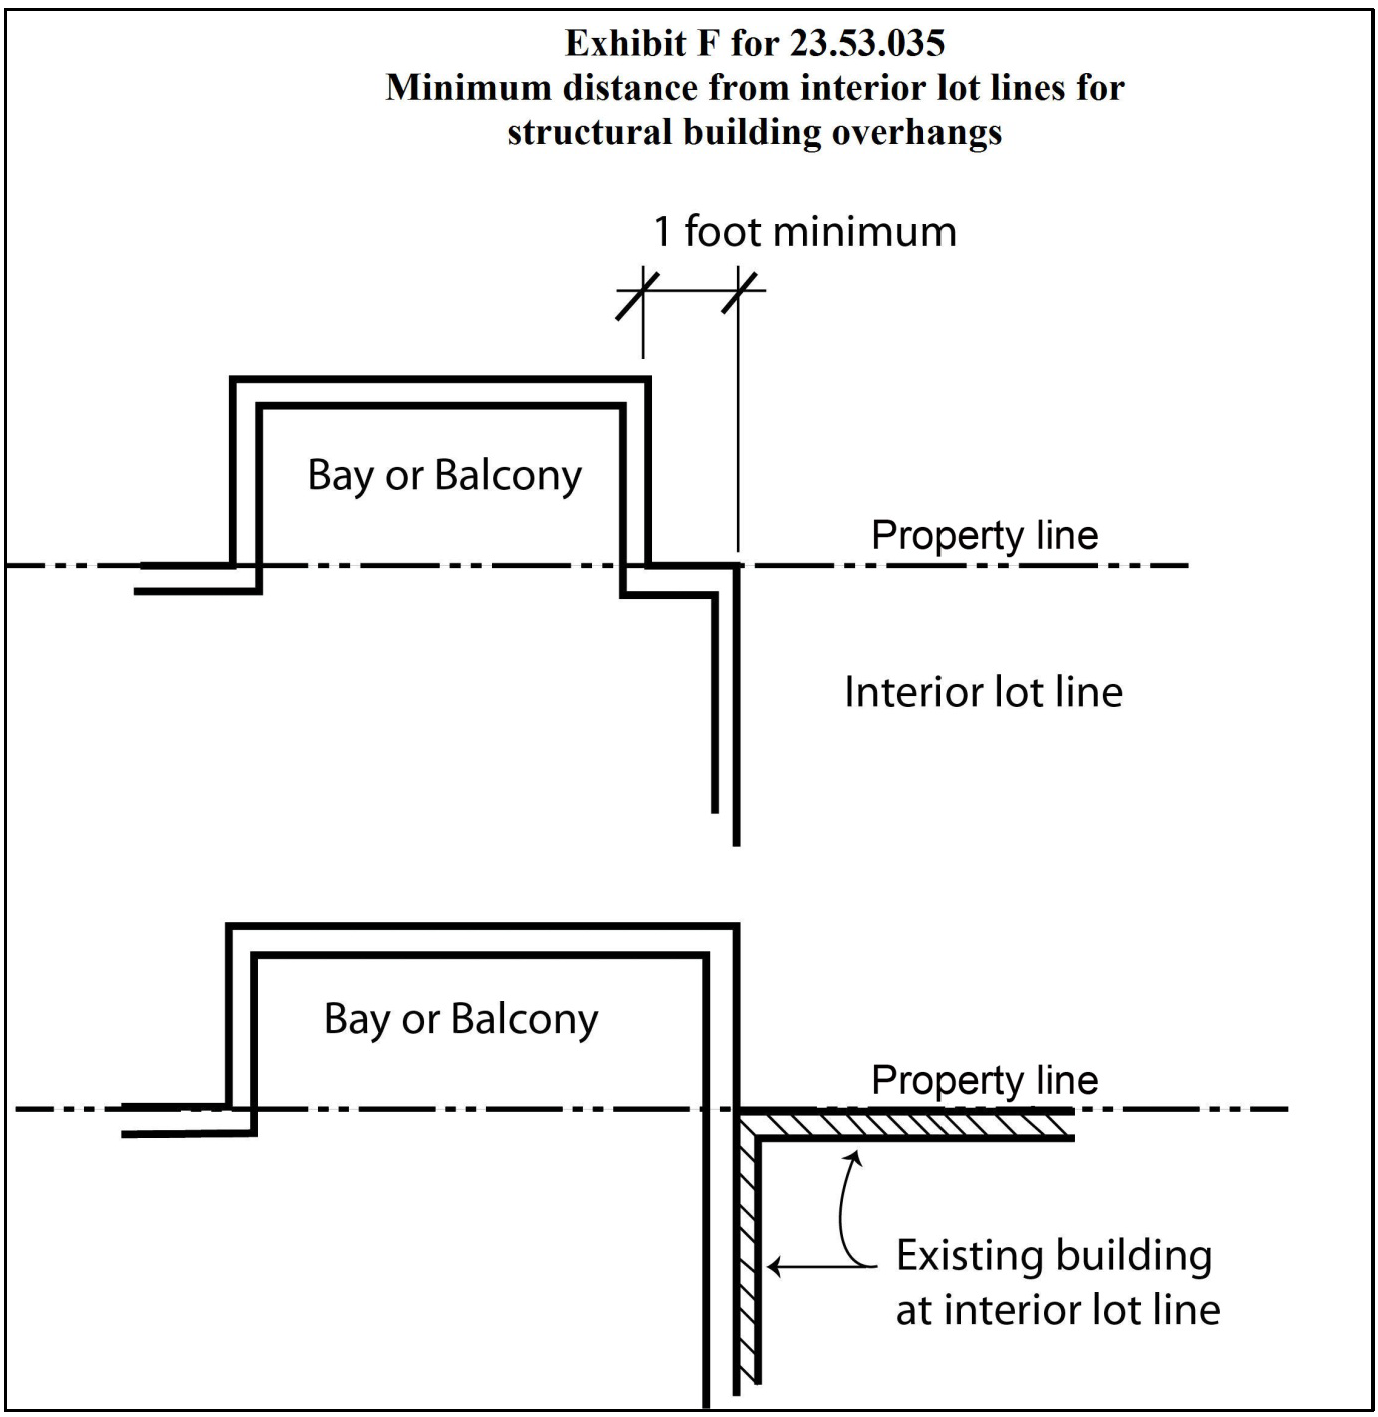 Exhibit F for 23.53.035
Minimum distance from interior lot lines for
structural building overhangs
1 foot minimum
Bay or Balcony
Property line
Interior lot line
Bay or Balcony
Property line
Existing building
at interior lot line